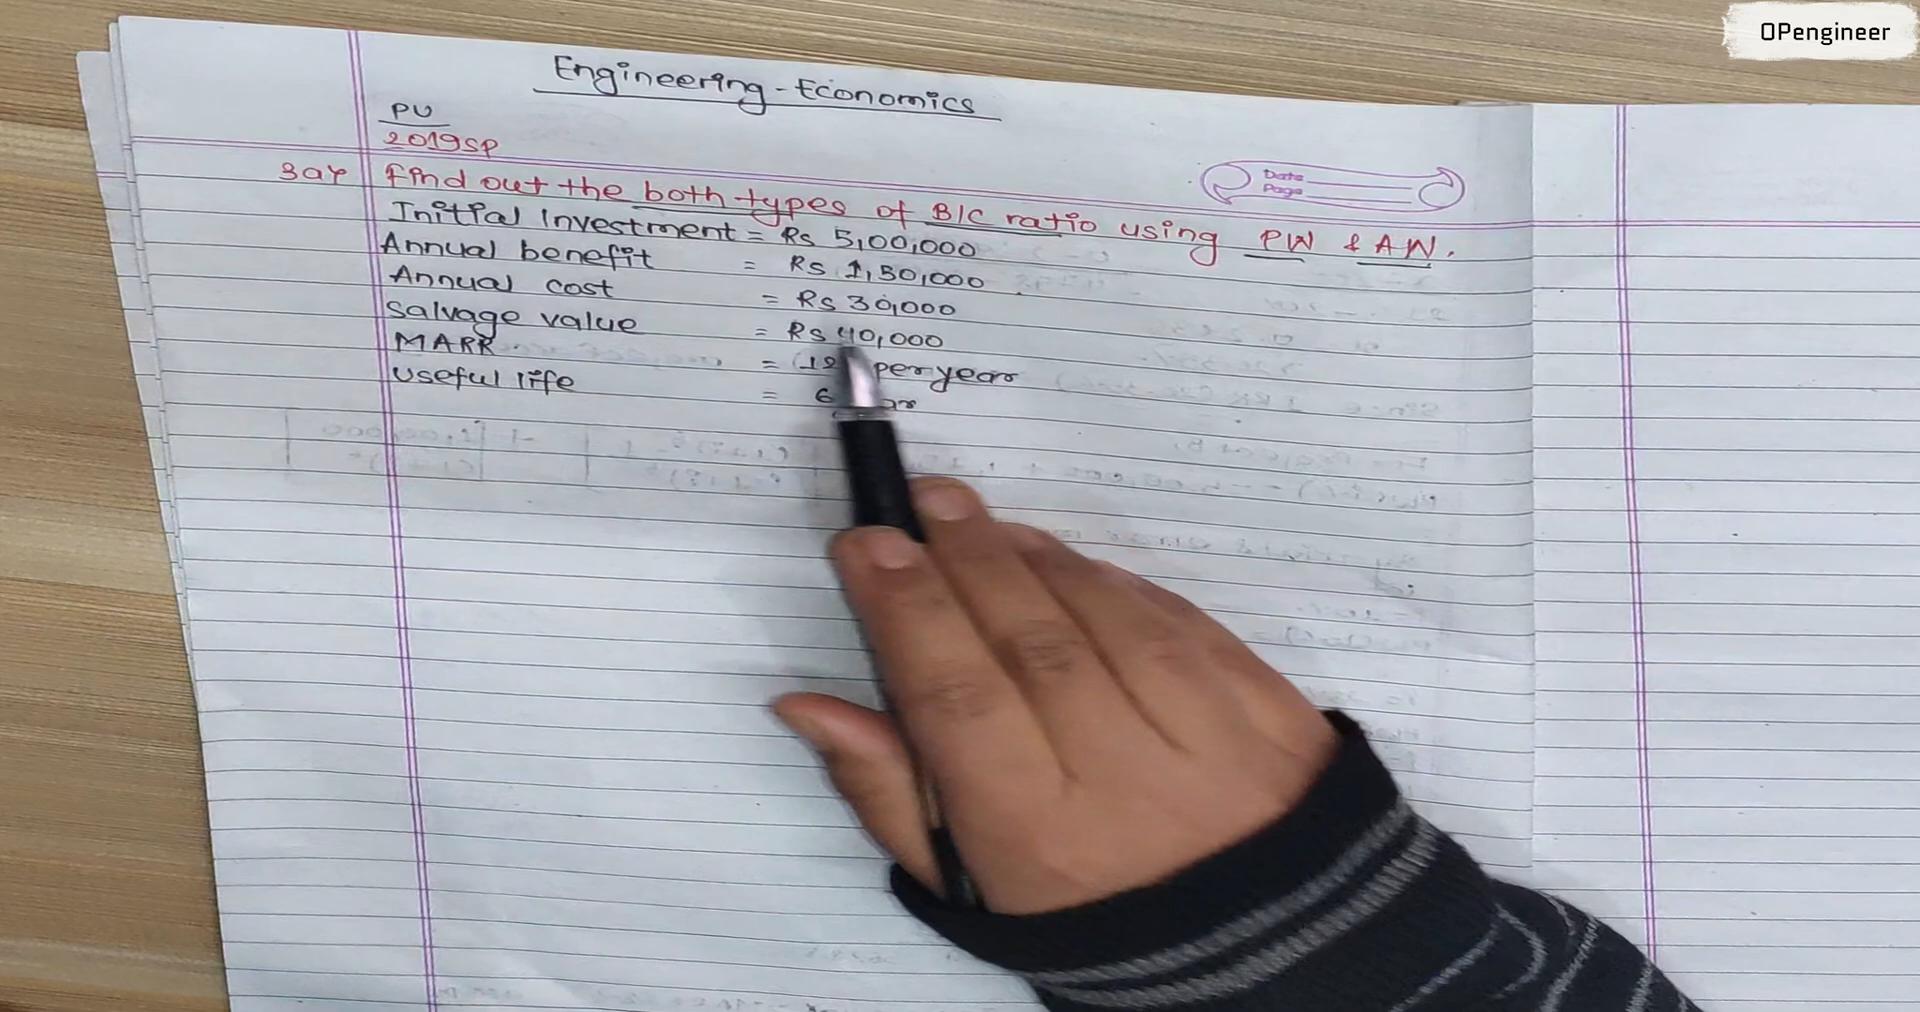 OPengineer
Engineering-Economics
PU
2019sp
Date
Page
3a> find out the both types of B/C ratio using PW & AW.
Initial Investment = Rs 5,00,000
Annual benefit = Rs 1,50,000
Annual cost = Rs 30,000
Salvage value = Rs 40,000
MARR = 12 per year
Useful life = 6